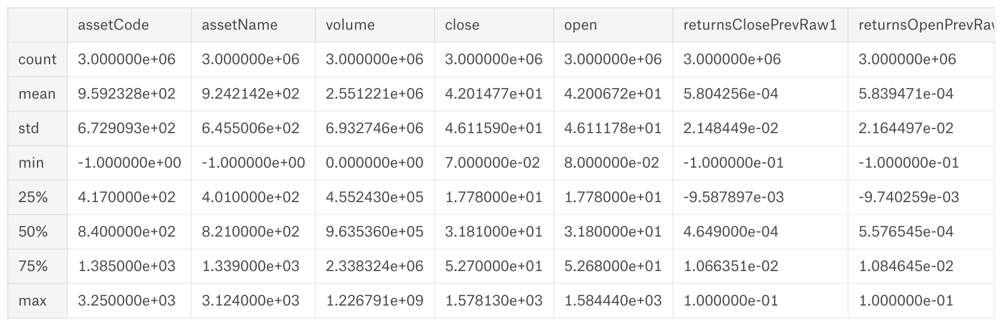 assetCode assetName volume close open returnsClosePrevRaw1 returnsOpenPrevRa
count 3.000000e+06 3.000000e+06 3.000000e+06 3.000000e+06 3.000000e+06 3.000000e+06 3.000000e+06
mean 9.592328e+02 9.242142e+02 2.551221e+06 4.201477e+01 4.200672e+01 5.804256e-04 5.839471e-04
std 6.729093e+02 6.455006e+02 6.932746e+06 4.611590e+01 4.611178e+01 2.148449e-02 2.164497e-02
min -1.000000e+00 -1.000000e+00 0.000000e+00 7.000000e-02 8.000000e-02 -1.000000e-01 -1.000000e-01
25% 4.170000e+02 4.010000e+02 4.552430e+05 1.778000e+01 1.778000e+01 -9.587897e-03 -9.740259e-03
50% 8.400000e+02 8.210000e+02 9.635360e+05 3.181000e+01 3.180000e+01 4.649000e-04 5.576545e-04
75% 1.385000e+03 1.339000e+03 2.338324e+06 5.270000e+01 5.268000e+01 1.066351e-02 1.084645e-02
max 3.250000e+03 3.124000e+03 1.226791e+09 1.578130e+03 1.584440e+03 1.000000e-01 1.000000e-01